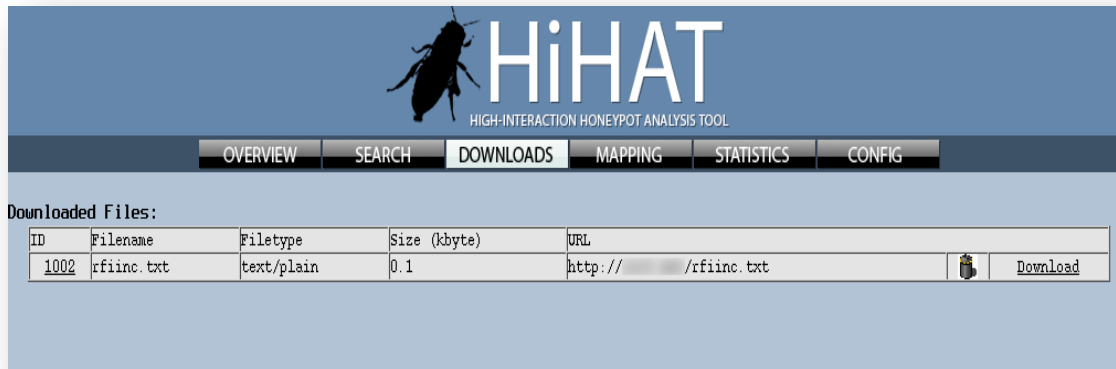 HiHAT
HIGH-INTERACTION HONEYPOT ANALYSIS TOOL
OVERVIEW SEARCH DOWNLOADS MAPPING STATISTICS CONFIG
Downloaded Files:
ID Filename Filetype Size (kbyte) URL
1002 rfiinc.txt text/plain 0.1 http:// /rfiinc.txt Download